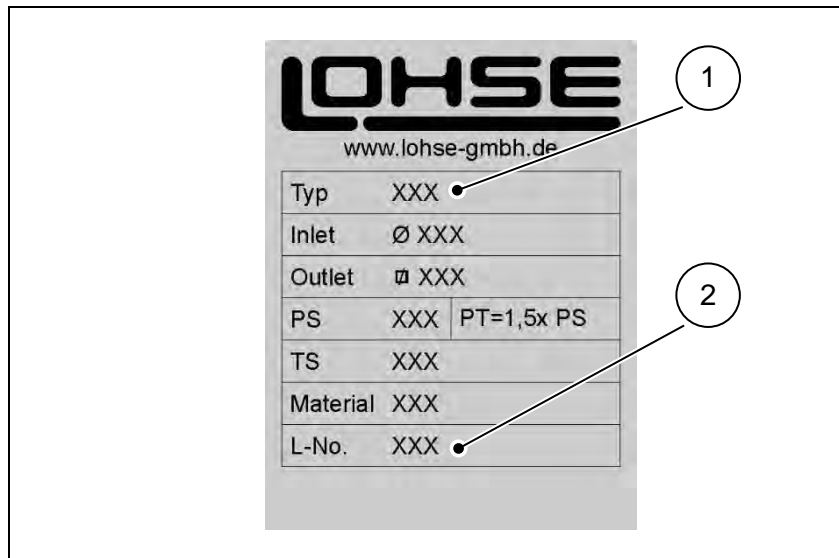 LOHSE
1
www.lohse-gmbh.de
Typ XXX
Inlet Ø XXX
Outlet ⌑ XXX
2
PS XXX PT=1,5x PS
TS XXX
Material XXX
L-No. XXX